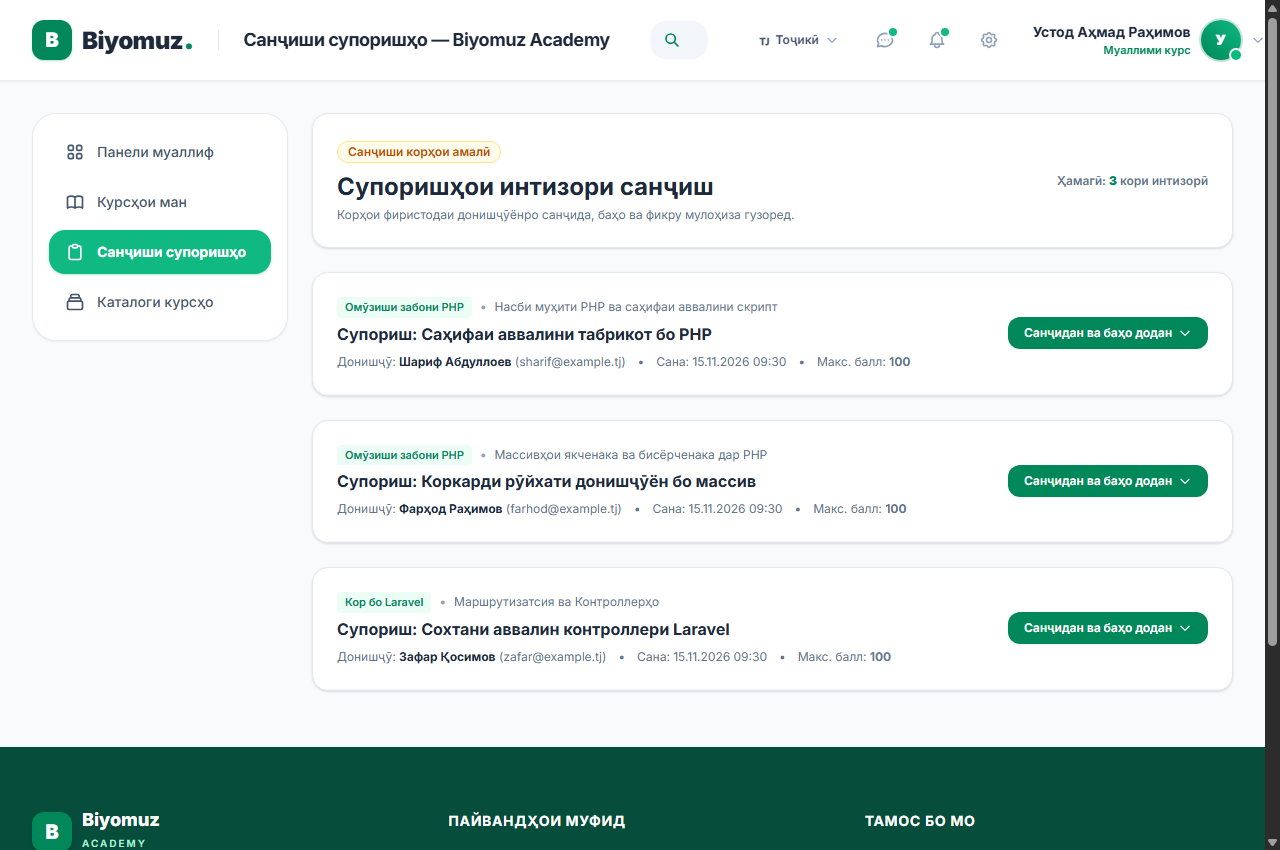 B Biyomuz. Санҷиши супоришҳо — Biyomuz Academy TJ Тоҷикӣ Устод Аҳмад Раҳимов У
Муаллими курс
Панели муаллиф
Курсҳои ман
Санҷиши супоришҳо
Каталоги курсҳо
Санҷиши корҳои амалӣ
Супоришҳои интизори санҷиш
Ҳамагӣ: 3 кори интизорӣ
Корҳои фиристодаи донишҷӯёнро санҷида, баҳо ва фикру мулоҳиза гузоред.
Омӯзиши забони PHP • Насби муҳити PHP ва саҳифаи аввалини скрипт
Супориш: Саҳифаи аввалини табрикот бо PHP
Санҷидан ва баҳо додан
Донишҷӯ: Шариф Абдуллоев (sharif@example.tj) • Сана: 15.11.2026 09:30 • Макс. балл: 100
Омӯзиши забони PHP • Массивҳои якченака ва бисёрченака дар PHP
Супориш: Коркарди рӯйхати донишҷӯён бо массив
Санҷидан ва баҳо додан
Донишҷӯ: Фарҳод Раҳимов (farhod@example.tj) • Сана: 15.11.2026 09:30 • Макс. балл: 100
Кор бо Laravel • Маршрутизатсия ва Контроллерҳо
Супориш: Сохтани аввалин контроллери Laravel
Санҷидан ва баҳо додан
Донишҷӯ: Зафар Қосимов (zafar@example.tj) • Сана: 15.11.2026 09:30 • Макс. балл: 100
B Biyomuz
ACADEMY
ПАЙВАНДҲОИ МУФИД
ТАМОС БО МО